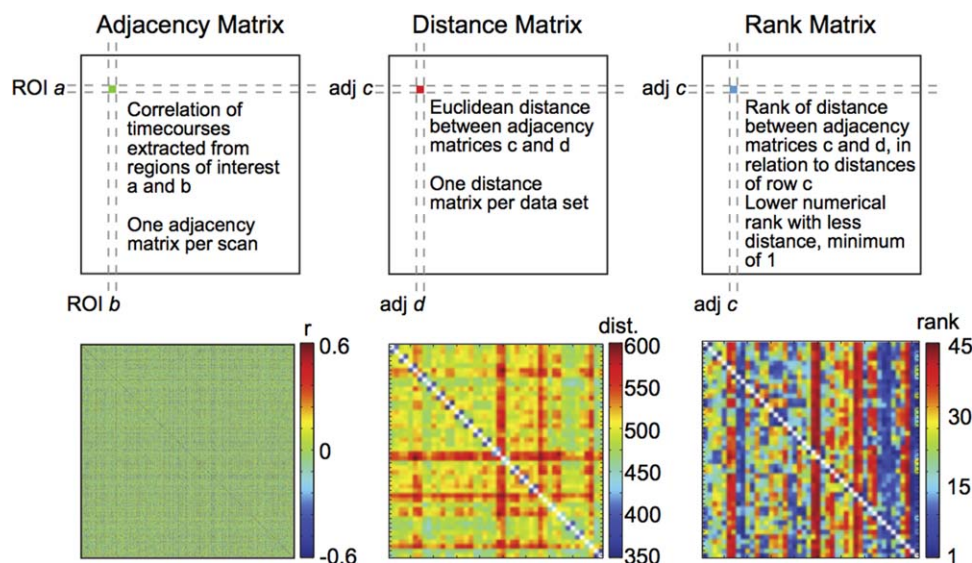 Adjacency Matrix
Distance Matrix
Rank Matrix
ROI a
adj c
adj c
Correlation of
timecourses
extracted from
regions of interest
a and b
One adjacency
matrix per scan
Euclidean distance
between adjacency
matrices c and d
One distance
matrix per data set
Rank of distance
between adjacency
matrices c and d, in
relation to distances
of row c
Lower numerical
rank with less
distance, minimum
of 1
ROI b
adj d
adj c
r
0.6
0
-0.6
dist.
600
550
500
450
400
350
rank
45
30
15
1